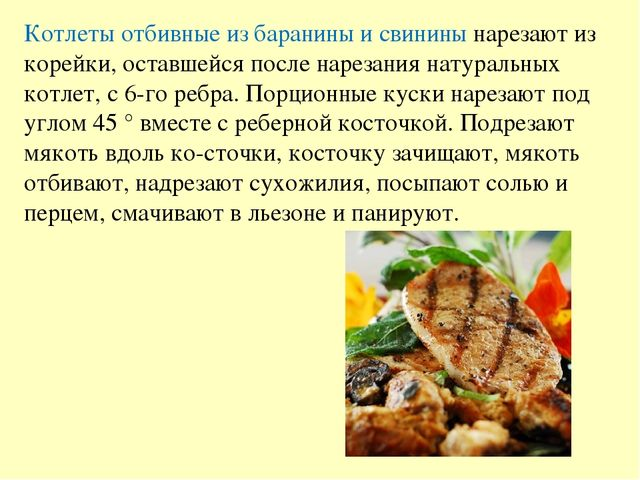 Котлеты отбивные из баранины и свинины нарезают из
корейки, оставшейся после нарезания натуральных
котлет, с 6-го ребра. Порционные куски нарезают под
углом 45 ° вместе с реберной косточкой. Подрезают
мякоть вдоль ко-сточки, косточку зачищают, мякоть
отбивают, надрезают сухожилия, посыпают солью и
перцем, смачивают в льезоне и панируют.